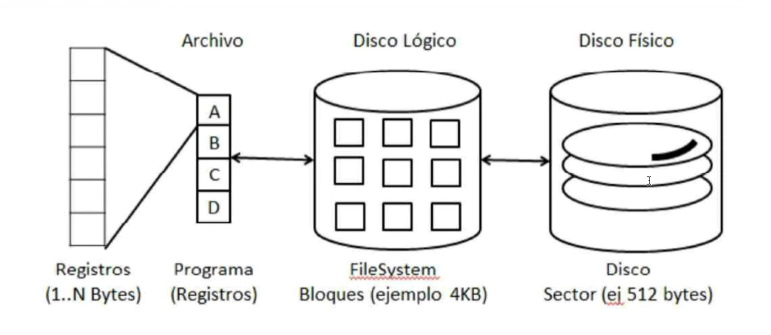 Archivo
Disco Lógico
Disco Físico
A
B
C
D
Registros
(1..N Bytes)
Programa
(Registros)
FileSystem
Bloques (ejemplo 4KB)
Disco
Sector (ej 512 bytes)